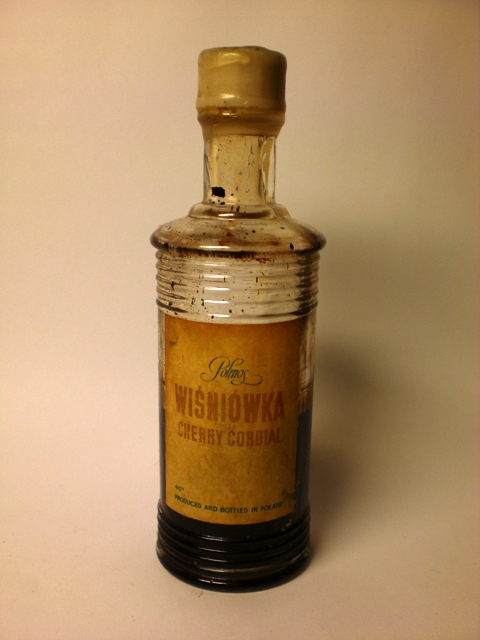 Polmos
WIŚNIÓWKA
CHERRY CORDIAL
40°
PRODUCED AND BOTTLED IN POLAND